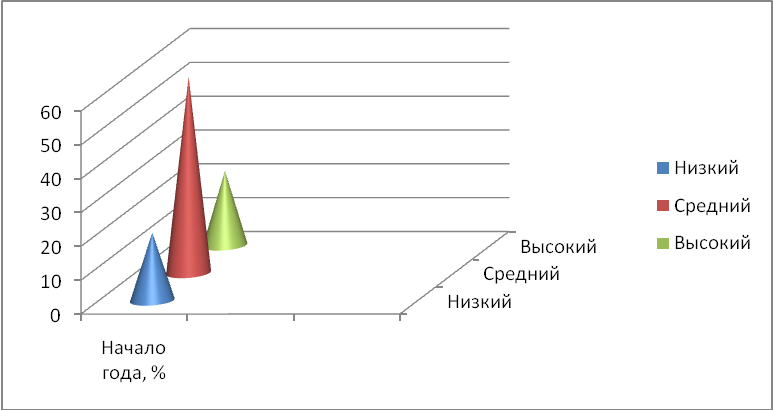 60
50
40
30
20
10
0
Начало
года, %
Высокий
Средний
Низкий
Низкий
Средний
Высокий